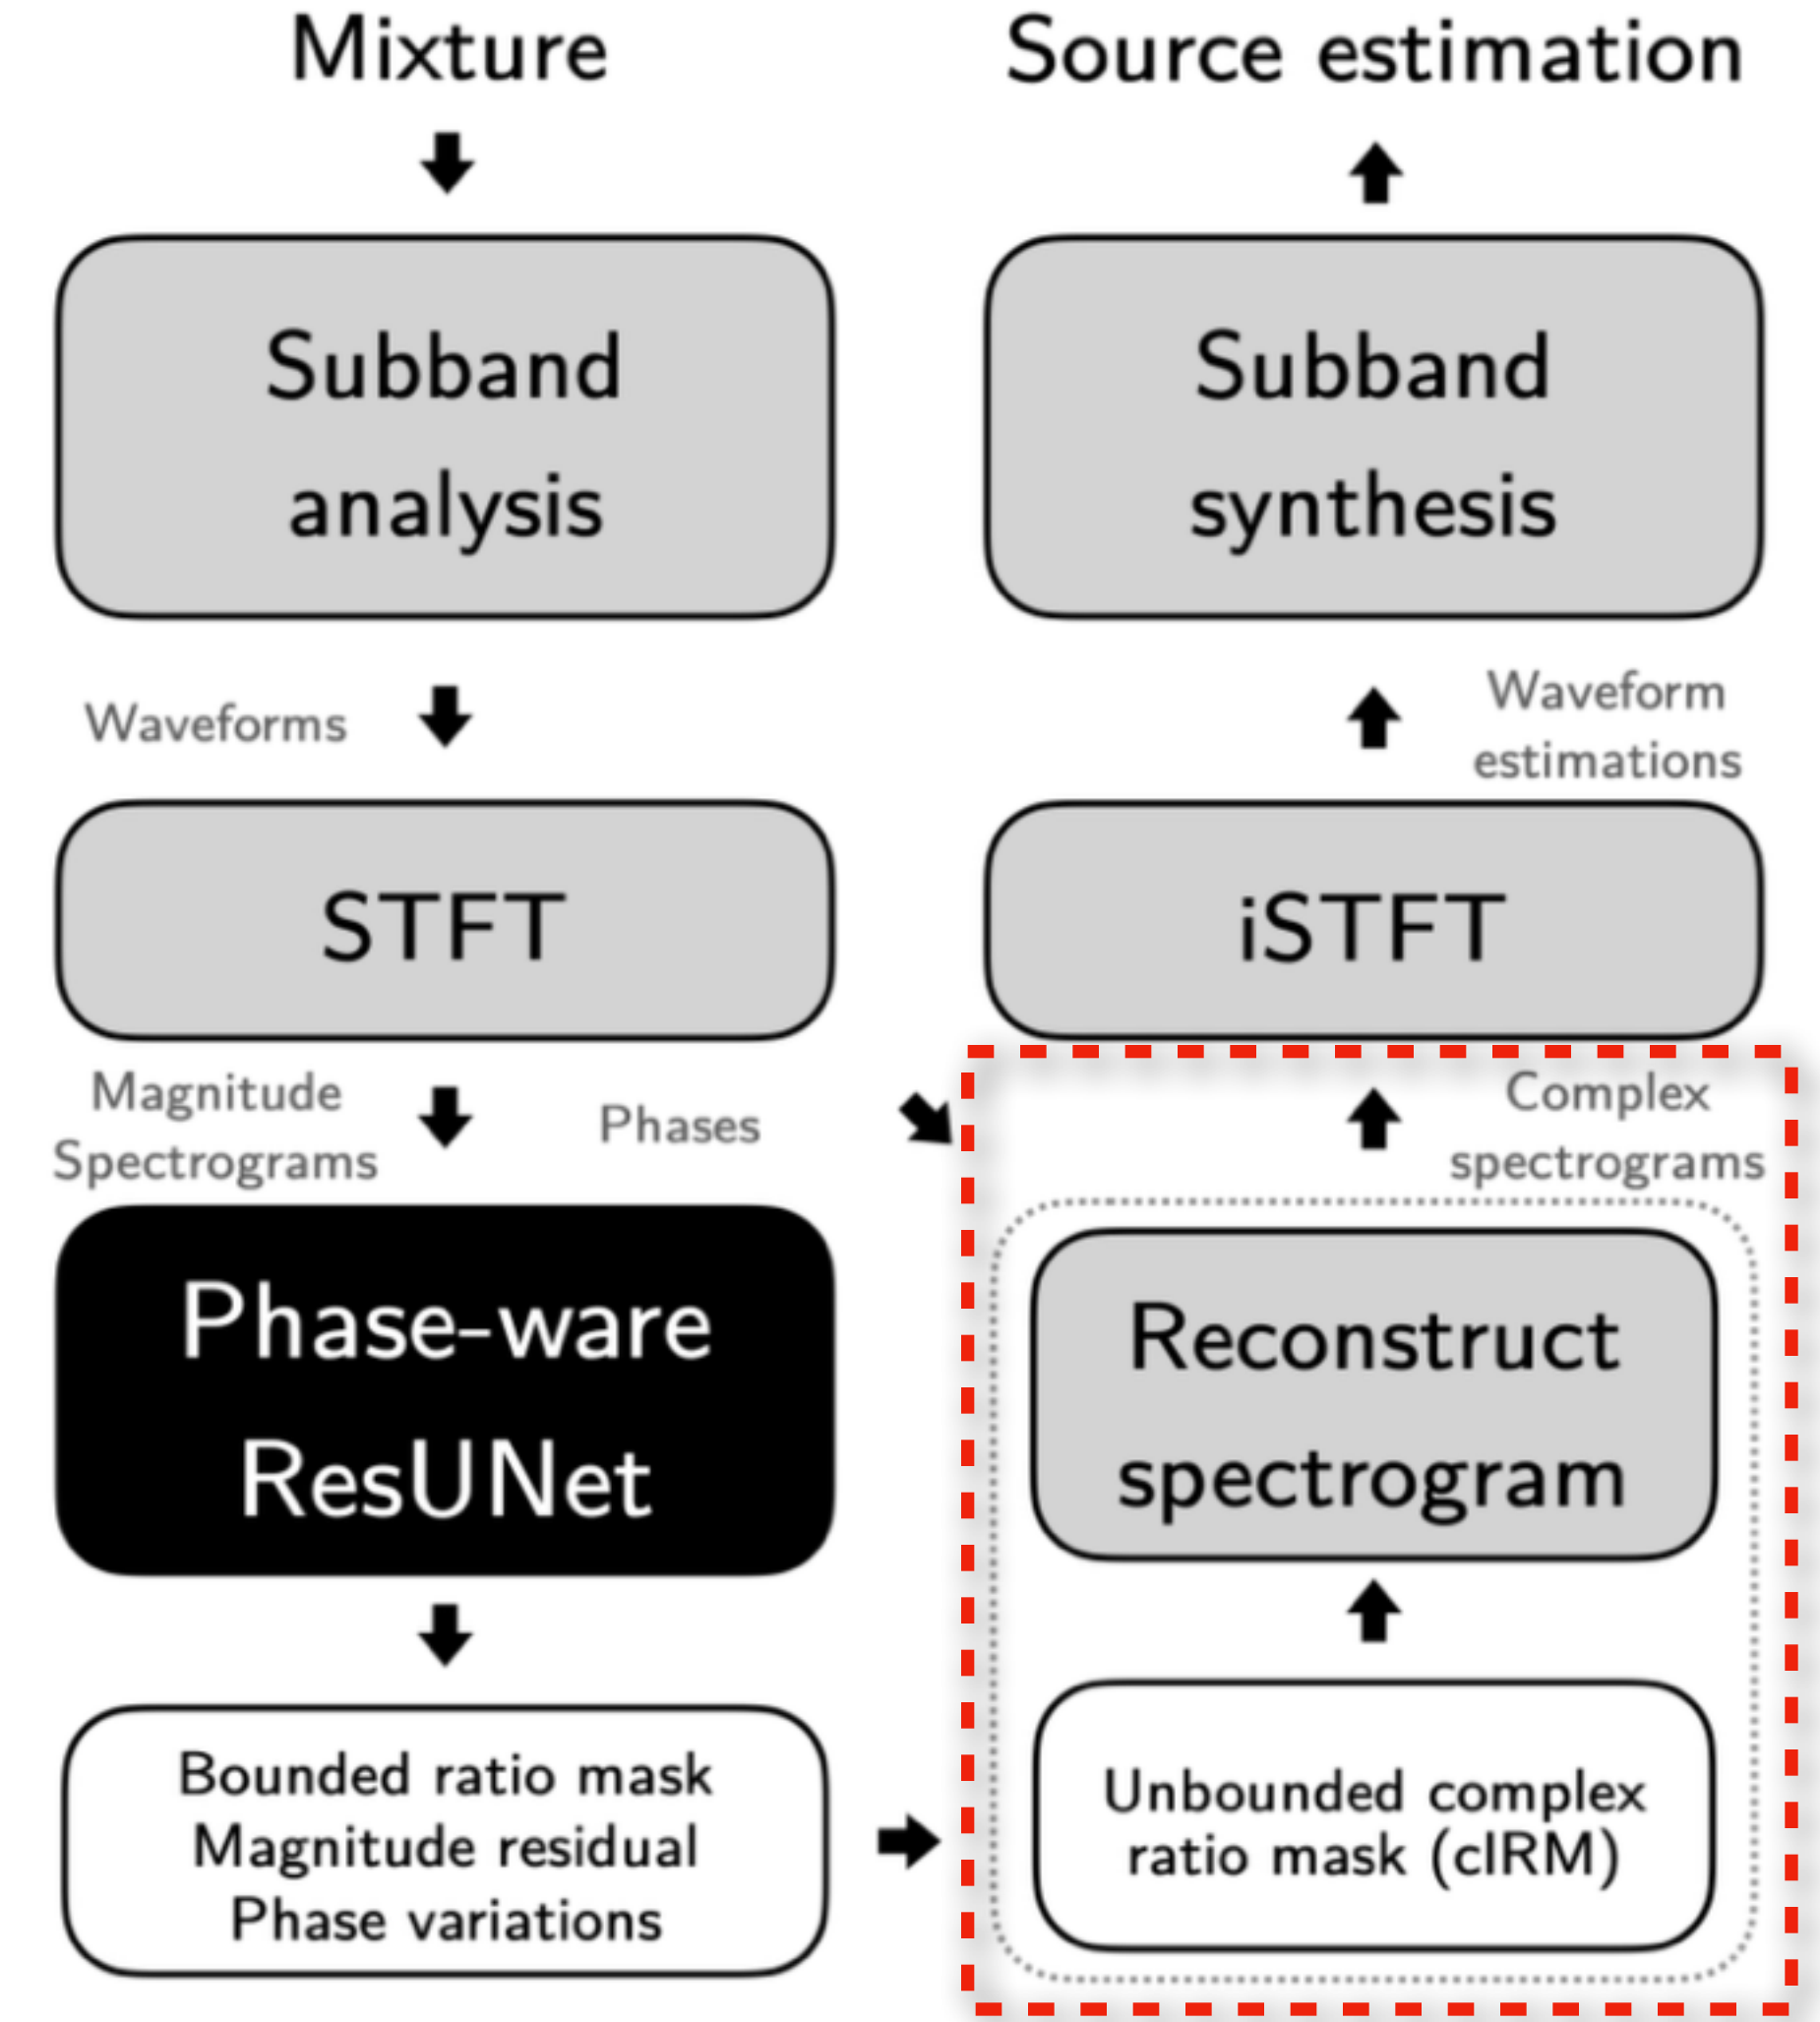 Mixture
Subband
analysis
Waveforms
STFT
Magnitude
Spectrograms
Phases
Phase-ware
ResUNet
Bounded ratio mask
Magnitude residual
Phase variations
Source estimation
Subband
synthesis
Waveform
estimations
iSTFT
Complex
spectrograms
Reconstruct
spectrogram
Unbounded complex
ratio mask (cIRM)